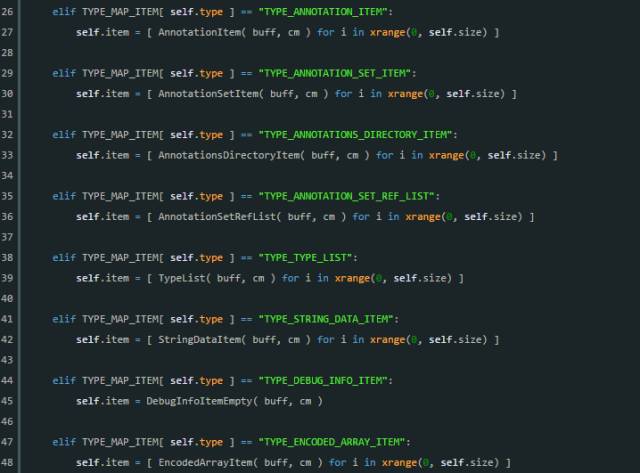 26 elif TYPE_MAP_ITEM[ self.type ] == "TYPE_ANNOTATION_ITEM":
27 self.item = [ AnnotationItem( buff, cm ) for i in xrange(0, self.size) ]
28
29 elif TYPE_MAP_ITEM[ self.type ] == "TYPE_ANNOTATION_SET_ITEM":
30 self.item = [ AnnotationSetItem( buff, cm ) for i in xrange(0, self.size) ]
31
32 elif TYPE_MAP_ITEM[ self.type ] == "TYPE_ANNOTATIONS_DIRECTORY_ITEM":
33 self.item = [ AnnotationsDirectoryItem( buff, cm ) for i in xrange(0, self.size) ]
34
35 elif TYPE_MAP_ITEM[ self.type ] == "TYPE_ANNOTATION_SET_REF_LIST":
36 self.item = [ AnnotationSetRefList( buff, cm ) for i in xrange(0, self.size) ]
37
38 elif TYPE_MAP_ITEM[ self.type ] == "TYPE_TYPE_LIST":
39 self.item = [ TypeList( buff, cm ) for i in xrange(0, self.size) ]
40
41 elif TYPE_MAP_ITEM[ self.type ] == "TYPE_STRING_DATA_ITEM":
42 self.item = [ StringDataItem( buff, cm ) for i in xrange(0, self.size) ]
43
44 elif TYPE_MAP_ITEM[ self.type ] == "TYPE_DEBUG_INFO_ITEM":
45 self.item = DebugInfoItemEmpty( buff, cm )
46
47 elif TYPE_MAP_ITEM[ self.type ] == "TYPE_ENCODED_ARRAY_ITEM":
48 self.item = [ EncodedArrayItem( buff, cm ) for i in xrange(0, self.size) ]